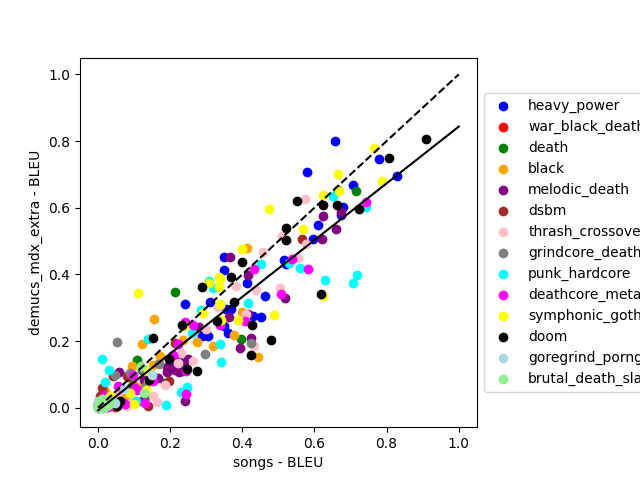 1.0
0.8
0.6
0.4
0.2
0.0
demucs_mdx_extra - BLEU
0.0 0.2 0.4 0.6 0.8 1.0
songs - BLEU
heavy_power
war_black_death
death
black
melodic_death
dsbm
thrash_crossove
grindcore_death
punk_hardcore
deathcore_meta
symphonic_goth
doom
goregrind_porng
brutal_death_sla